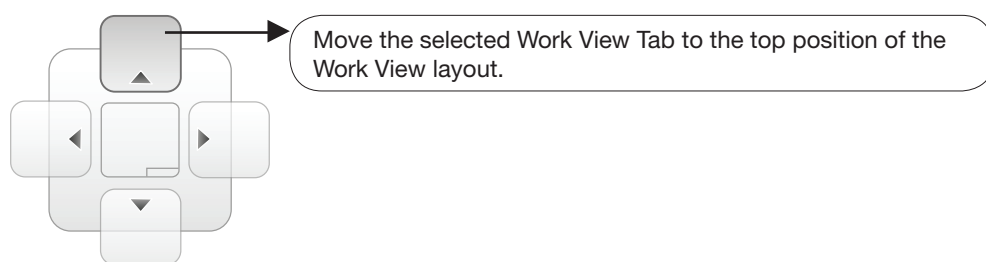 Move the selected Work View Tab to the top position of the
Work View layout.